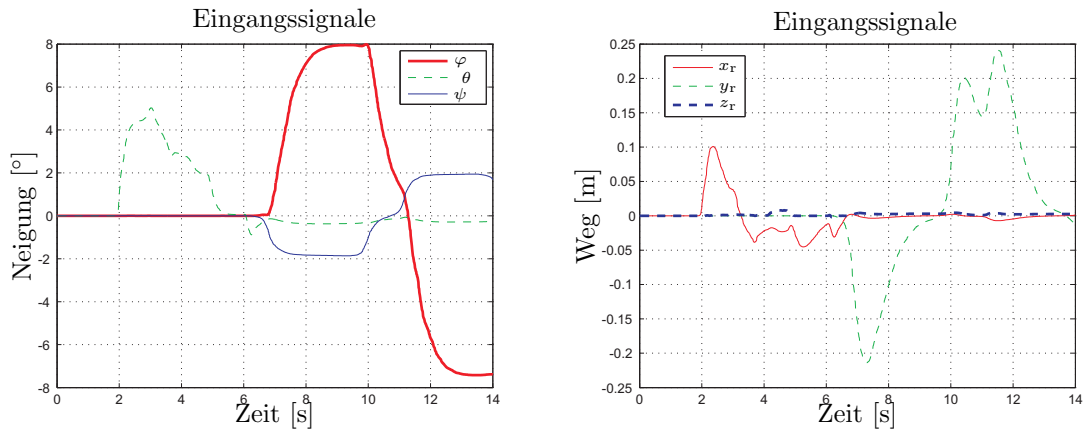 Eingangssignale
Neigung [°]
8
6
4
2
0
-2
-4
-6
-8
0 2 4 6 8 10 12 14
Zeit [s]
φ
θ
ψ
Eingangssignale
Weg [m]
0.25
0.2
0.15
0.1
0.05
0
-0.05
-0.1
-0.15
-0.2
-0.25
0 2 4 6 8 10 12 14
Zeit [s]
xr
yr
zr